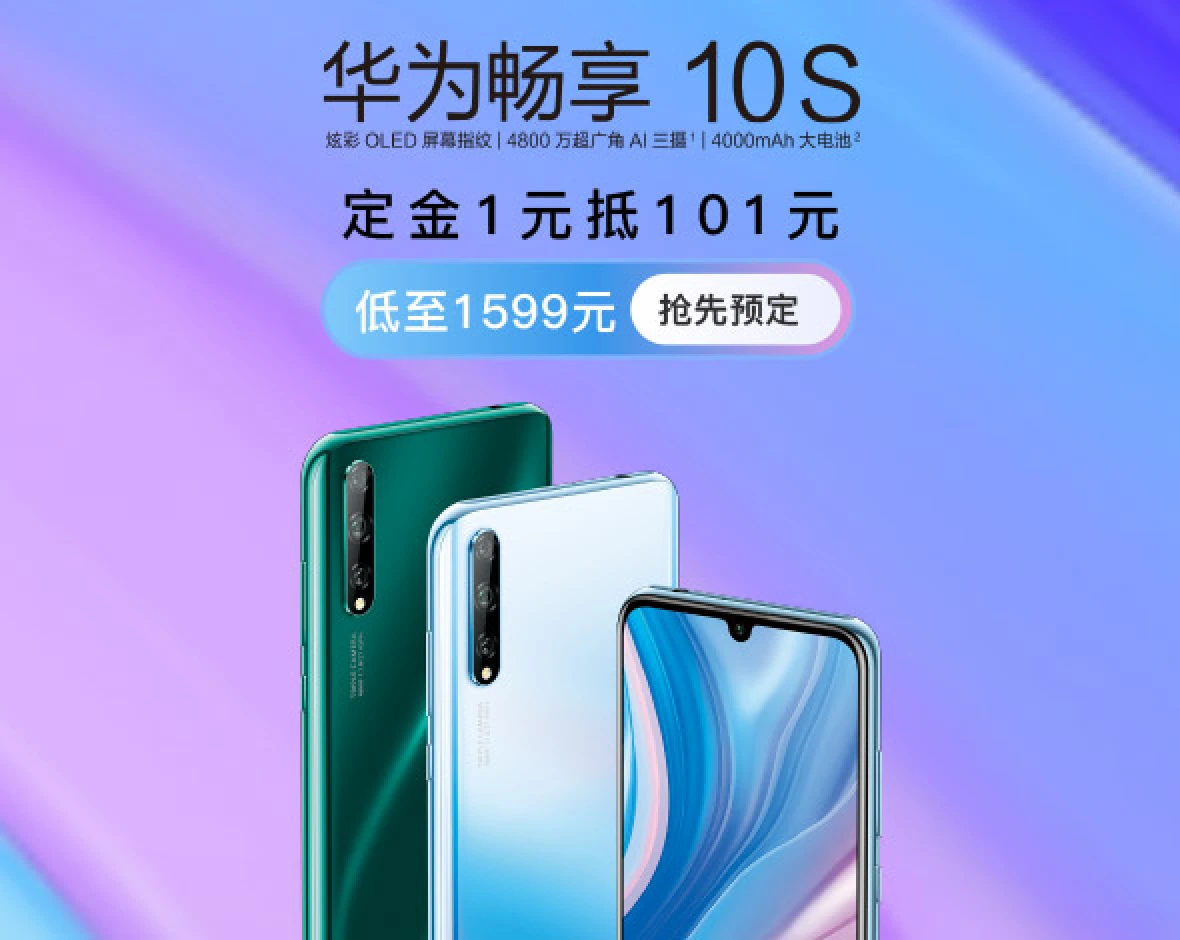 华为畅享 10S
炫彩 OLED 屏幕指纹 | 4800 万超广角 AI 三摄¹ | 4000mAh 大电池²
定金1元抵101元
低至1599元 抢先预定